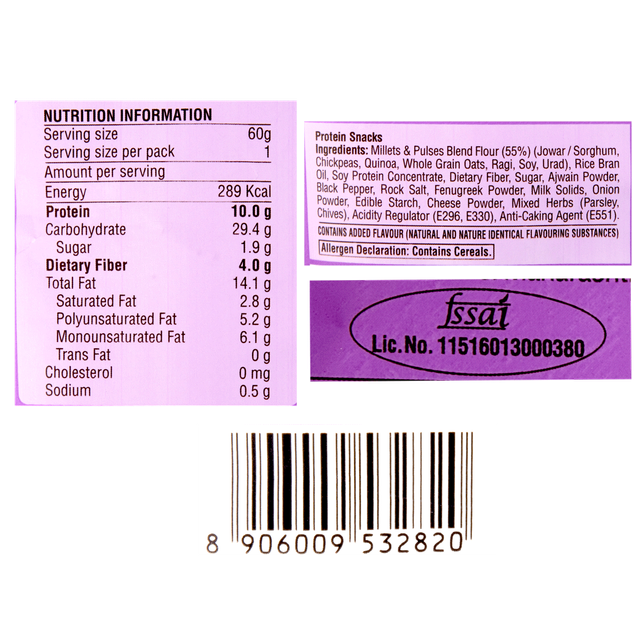 NUTRITION INFORMATION
Serving size 60g
Serving size per pack 1
Amount per serving
Energy 289 Kcal
Protein 10.0 g
Carbohydrate 29.4 g
Sugar 1.9 g
Dietary Fiber 4.0 g
Total Fat 14.1 g
Saturated Fat 2.8 g
Polyunsaturated Fat 5.2 g
Monounsaturated Fat 6.1 g
Trans Fat 0 g
Cholesterol 0 mg
Sodium 0.5 g
Protein Snacks
Ingredients: Millets & Pulses Blend Flour (55%) (Jowar / Sorghum,
Chickpeas, Quinoa, Whole Grain Oats, Ragi, Soy, Urad), Rice Bran
Oil, Soy Protein Concentrate, Dietary Fiber, Sugar, Ajwain Powder,
Black Pepper, Rock Salt, Fenugreek Powder, Milk Solids, Onion
Powder, Edible Starch, Cheese Powder, Mixed Herbs (Parsley,
Chives), Acidity Regulator (E296, E330), Anti-Caking Agent (E551).
CONTAINS ADDED FLAVOUR (NATURAL AND NATURE IDENTICAL FLAVOURING SUBSTANCES)
Allergen Declaration: Contains Cereals.
fssai
Lic.No. 11516013000380
8 906009 532820